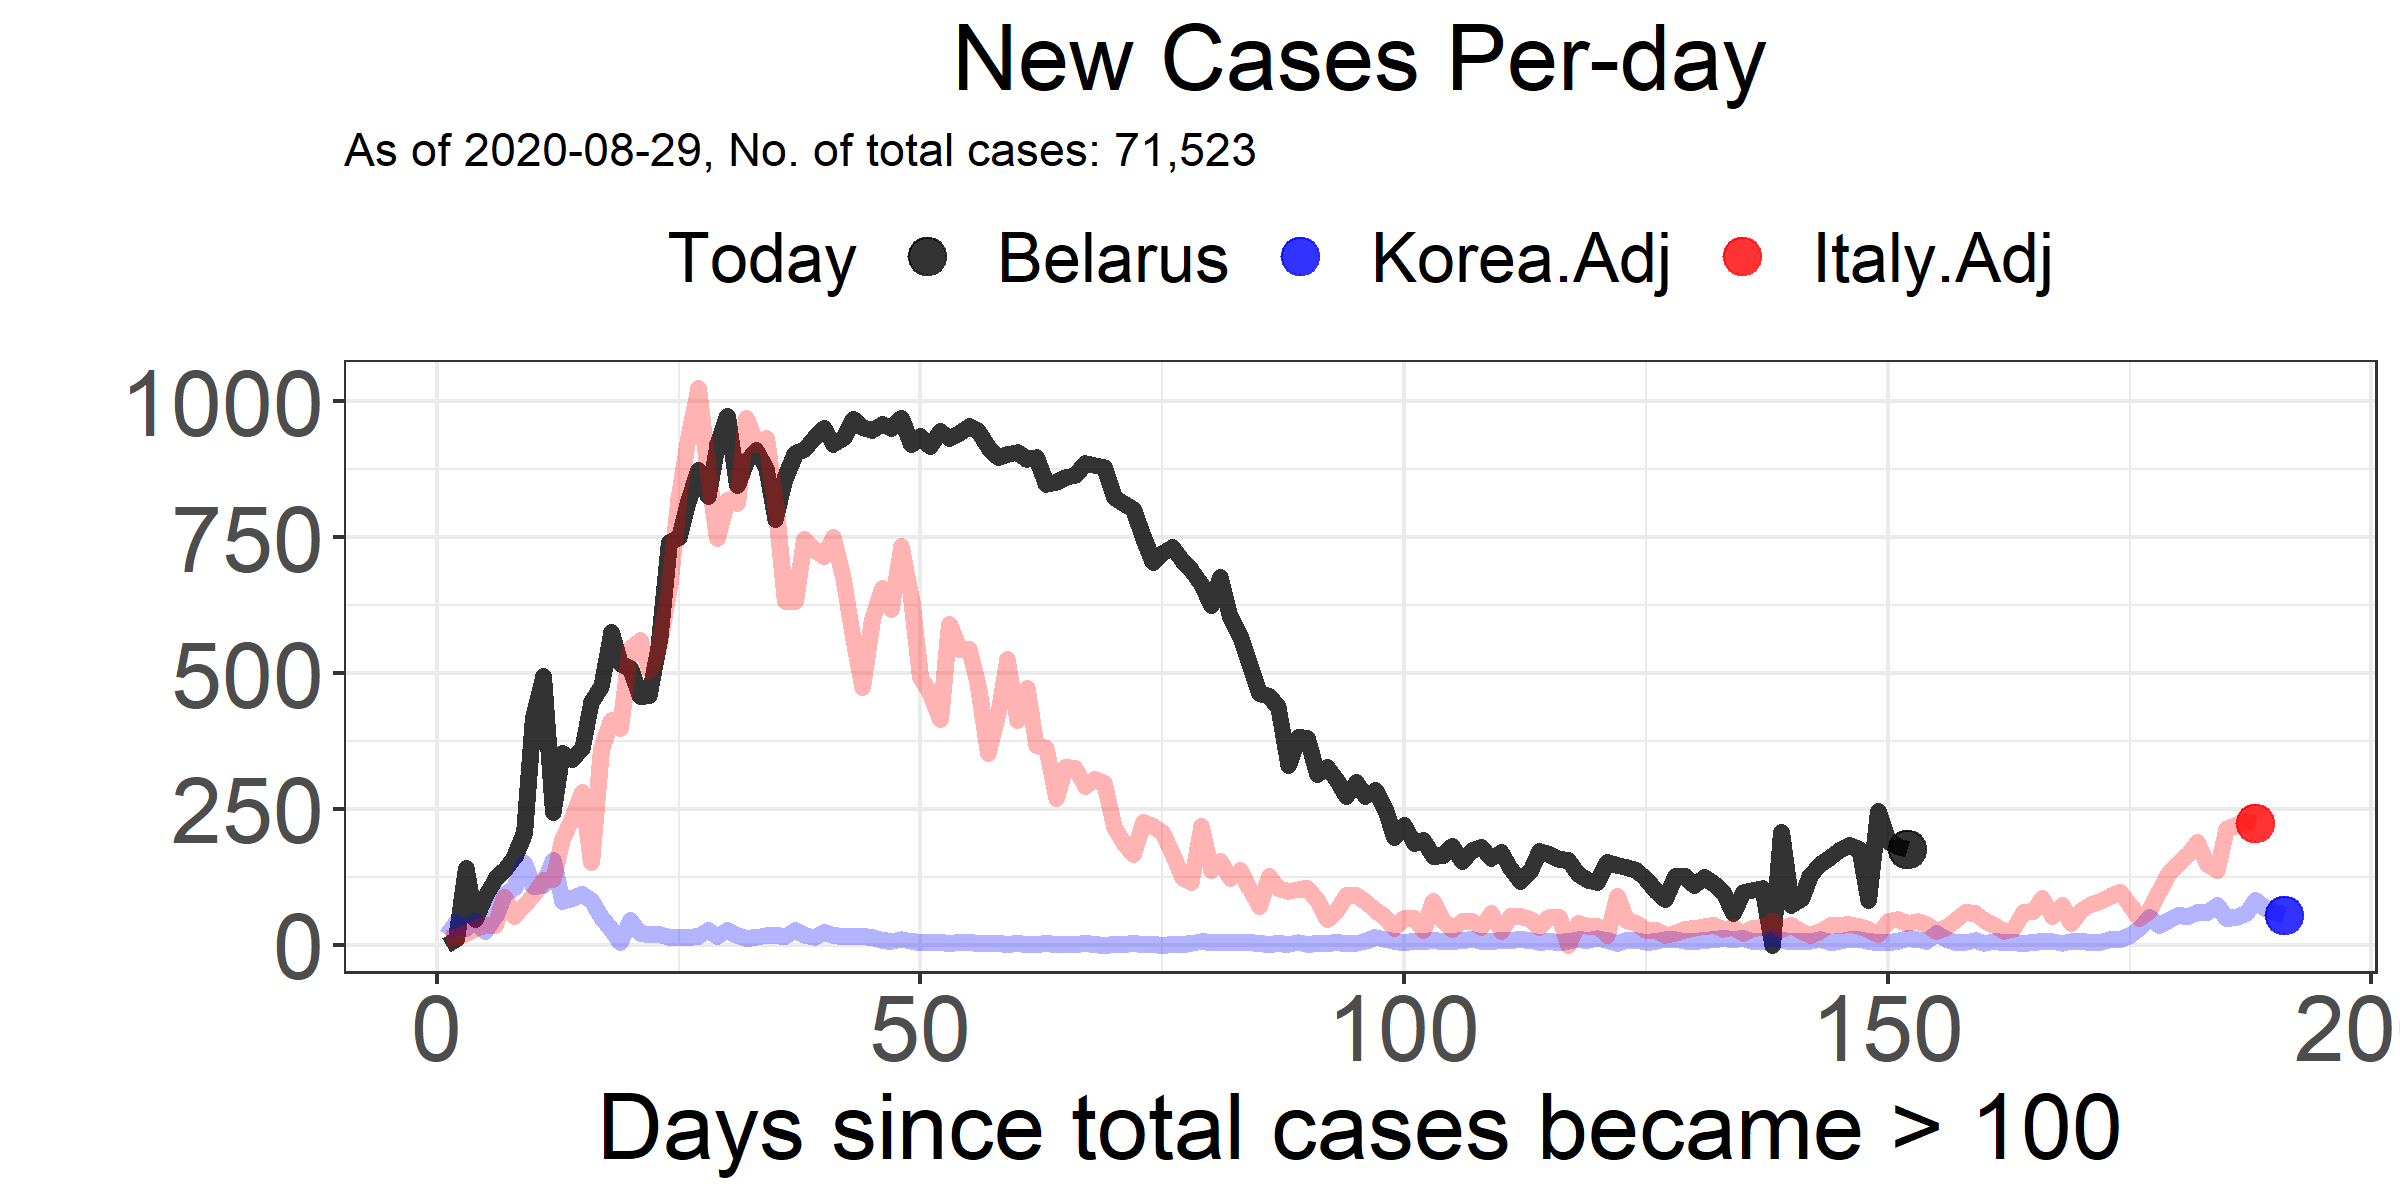 New Cases Per-day
As of 2020-08-29, No. of total cases: 71,523
Today Belarus Korea.Adj Italy.Adj
1000
750
500
250
0
0 50 100 150 20
Days since total cases became > 100